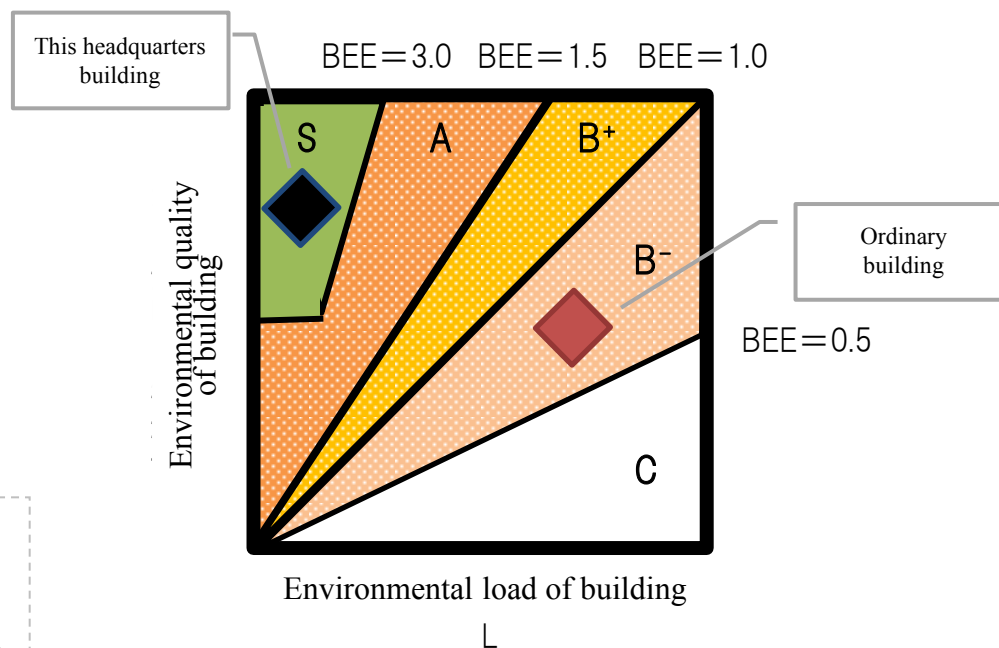 This headquarters
building
BEE=3.0 BEE=1.5 BEE=1.0
S
A
B⁺
B⁻
C
Ordinary
building
BEE=0.5
Environmental quality
of building
Environmental load of building
L